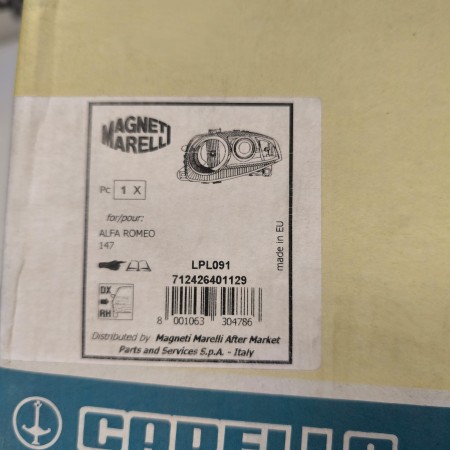 MAGNETI
MARELLI
Pc 1 X
for/pour:
ALFA ROMEO
147
made in EU
LPL091
712426401129
DX
RH
8 001063 304786
Distributed by Magneti Marelli After Market
Parts and Services S.p.A. - Italy
CARELLO